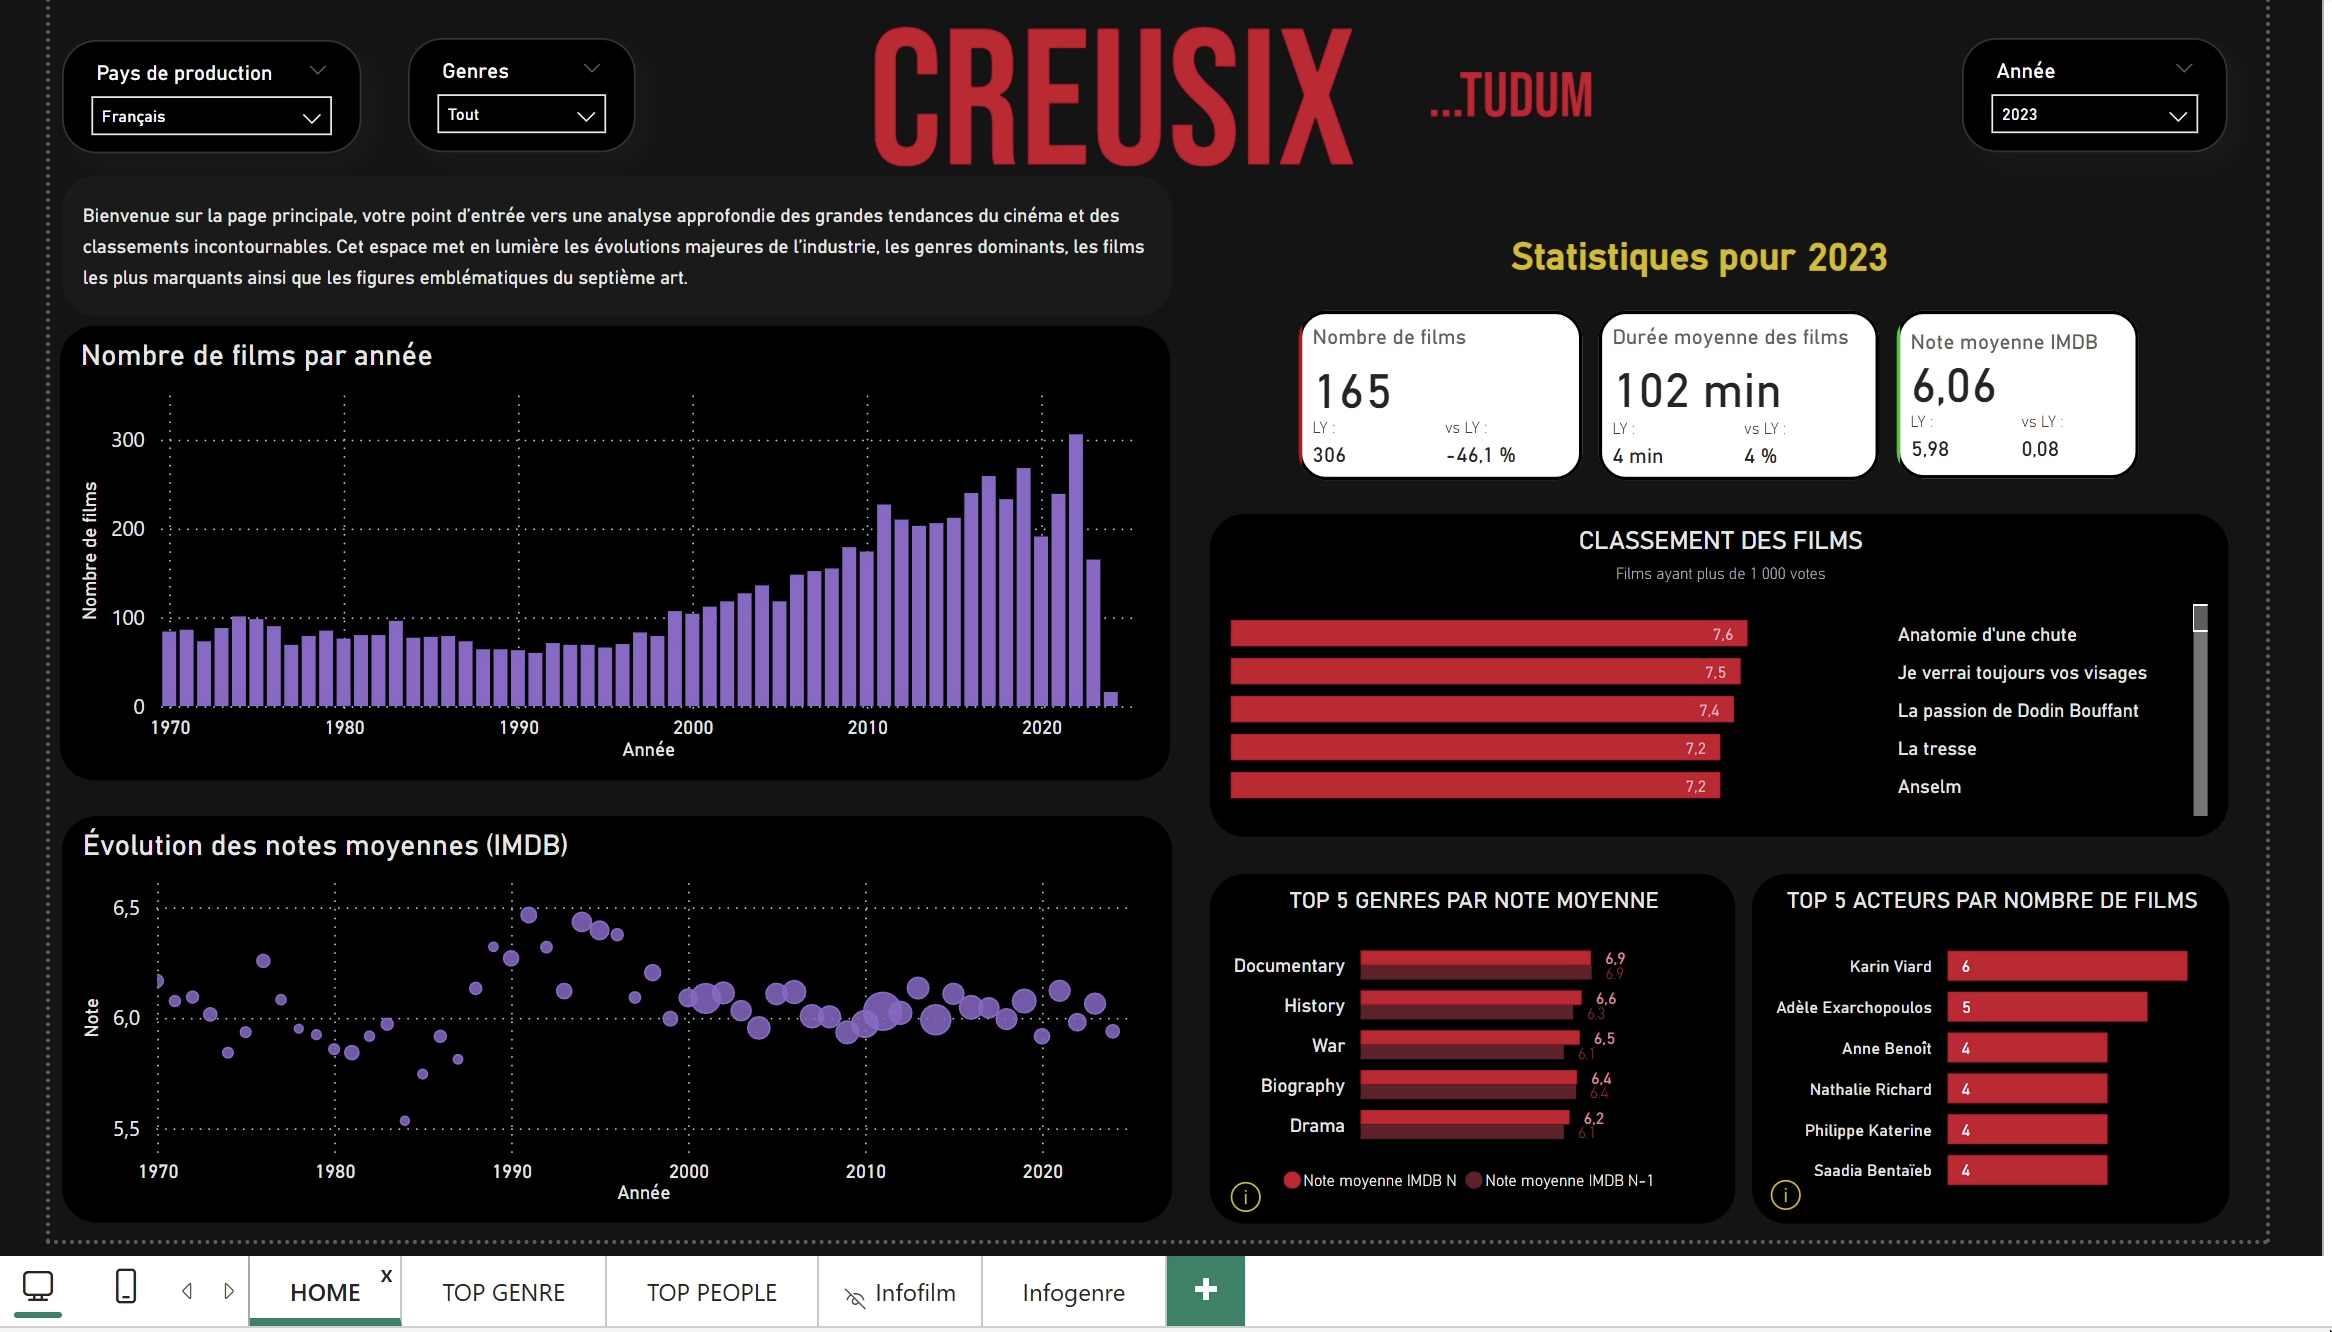 Pays de production
Français
Genres
Tout
CREUSIX
...TUDUM
Année
2023
Bienvenue sur la page principale, votre point d'entrée vers une analyse approfondie des grandes tendances du cinéma et des
classements incontournables. Cet espace met en lumière les évolutions majeures de l'industrie, les genres dominants, les films
les plus marquants ainsi que les figures emblématiques du septième art.
Nombre de films par année
Nombre de films
300
200
100
0
1970
1980
1990
2000
2010
2020
Année
Évolution des notes moyennes (IMDB)
Note
6,5
6,0
5,5
1970
1980
1990
2000
2010
2020
Année
Statistiques pour 2023
Nombre de films
165
LY :
vs LY :
306
-46,1 %
Durée moyenne des films
102 min
LY :
vs LY :
4 min
4 %
Note moyenne IMDB
6,06
LY :
vs LY :
5,98
0,08
CLASSEMENT DES FILMS
Films ayant plus de 1 000 votes
7,6
Anatomie d'une chute
7,5
Je verrai toujours vos visages
7,4
La passion de Dodin Bouffant
7,2
La tresse
7,2
Anselm
TOP 5 GENRES PAR NOTE MOYENNE
Documentary
6,9
6,9
History
6,6
6,3
War
6,5
6,1
Biography
6,4
6,4
Drama
6,2
6,1
Note moyenne IMDB N
Note moyenne IMDB N-1
i
TOP 5 ACTEURS PAR NOMBRE DE FILMS
Karin Viard
6
Adèle Exarchopoulos
5
Anne Benoît
4
Nathalie Richard
4
Philippe Katerine
4
Saadia Bentaïeb
4
i
HOME
x
TOP GENRE
TOP PEOPLE
Infofilm
Infogenre
+